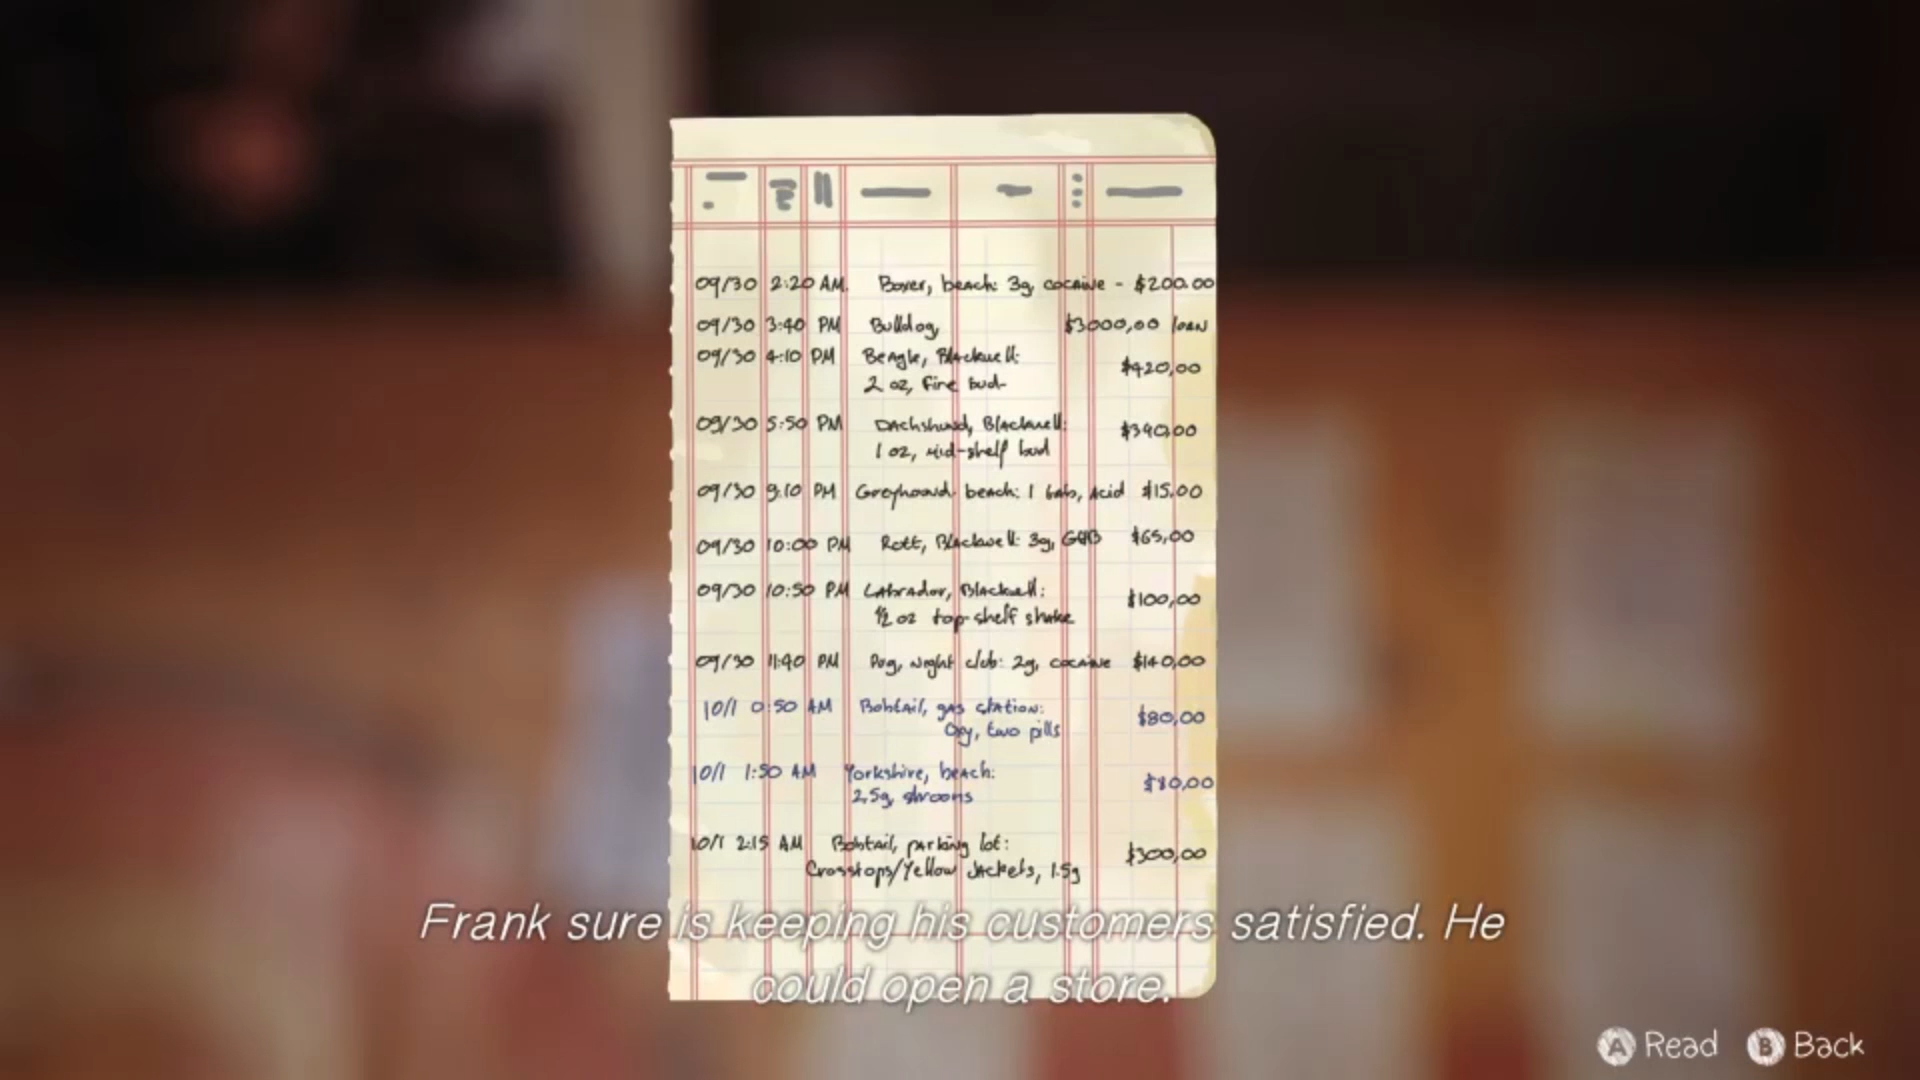 09/30 2:20 AM. Boxer, beach: 3g, cocaine - $200.00
09/30 3:40 PM Bulldog, $3000,00 loan
09/30 4:10 PM Beagle, Blackwell:
2 oz, fire bud- $420,00
09/30 5:50 PM Dachshund, Blackwell:
1 oz, mid-shelf bud $390,00
09/30 9:10 PM Greyhound beach: 1 tab, acid $15.00
09/30 10:00 PM Rott, Blackwell: 3g, GHB $65,00
09/30 10:50 PM Labrador, Blackwell:
1/2 oz top-shelf shake $100,00
09/30 11:40 PM Pug, night club: 2g, cocaine $140,00
10/1 0:50 AM Bobtail, gas station:
Oxy, two pills $80,00
10/1 1:50 AM Yorkshire, beach:
2,5g, shrooms $80,00
10/1 2:15 AM Bobtail, parking lot:
Crosstops/Yellow Jackets, 1.5g $300,00
Frank sure is keeping his customers satisfied. He
could open a store.
A Read B Back